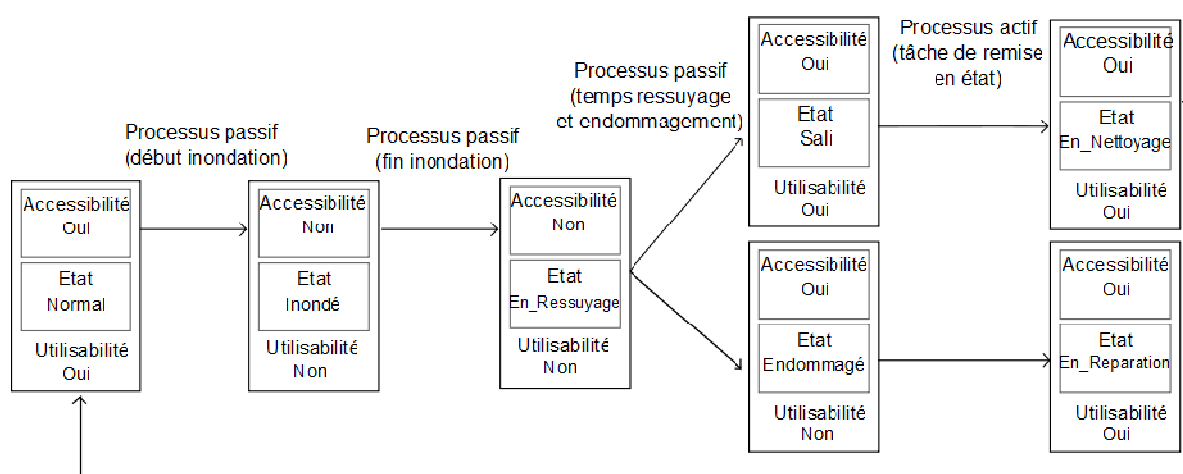 Processus passif
(début inondation)
Processus passif
(fin inondation)
Processus passif
(temps ressuyage
et endommagement)
Processus actif
(tâche de remise
en état)
Accessibilité
Oui
Etat
Normal
Utilisabilité
Oui
Accessibilité
Non
Etat
Inondé
Utilisabilité
Non
Accessibilité
Non
Etat
En_Ressuyage
Utilisabilité
Non
Accessibilité
Oui
Etat
Sali
Utilisabilité
Oui
Accessibilité
Oui
Etat
En_Nettoyage
Utilisabilité
Oui
Accessibilité
Oui
Etat
Endommagé
Utilisabilité
Non
Accessibilité
Oui
Etat
En_Reparation
Utilisabilité
Oui